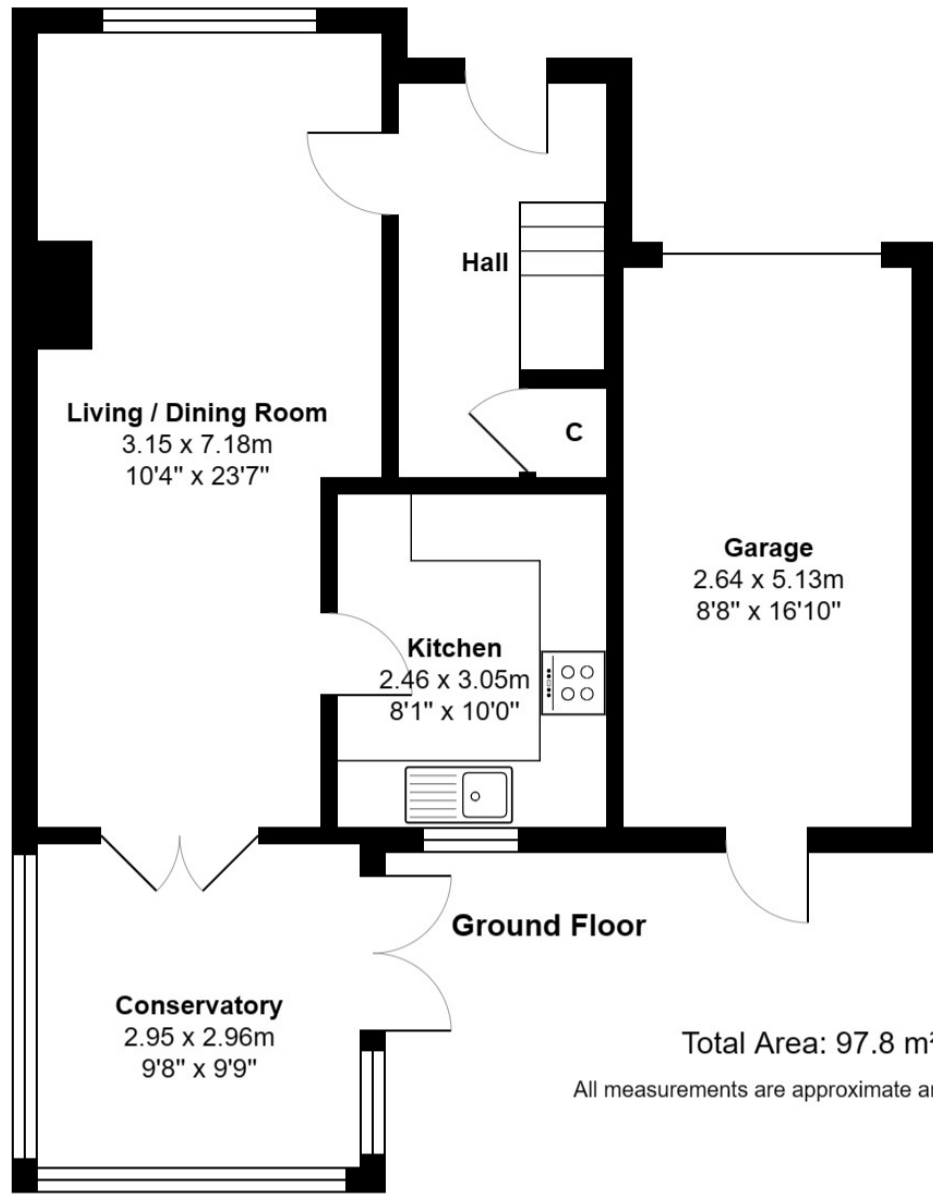 Hall
Living / Dining Room
3.15 x 7.18m
10'4" x 23'7"
C
Garage
2.64 x 5.13m
8'8" x 16'10"
Kitchen
2.46 x 3.05m
8'1" x 10'0"
Ground Floor
Conservatory
2.95 x 2.96m
9'8" x 9'9"
Total Area: 97.8 m²
All measurements are approximate